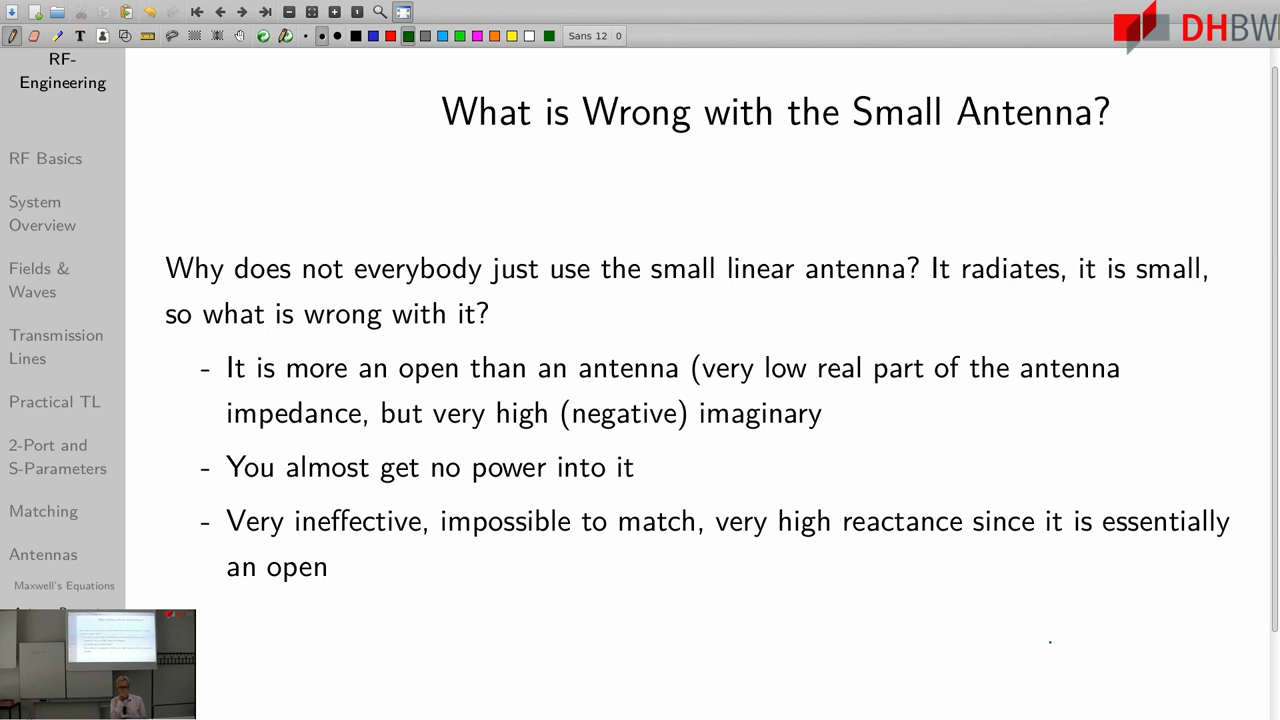 Sans 12 0
DHBW
RF-
Engineering
RF Basics
System
Overview
Fields &
Waves
Transmission
Lines
Practical TL
2-Port and
S-Parameters
Matching
Antennas
Maxwell's Equations
What is Wrong with the Small Antenna?
Why does not everybody just use the small linear antenna? It radiates, it is small,
so what is wrong with it?
- It is more an open than an antenna (very low real part of the antenna
impedance, but very high (negative) imaginary
- You almost get no power into it
- Very ineffective, impossible to match, very high reactance since it is essentially
an open